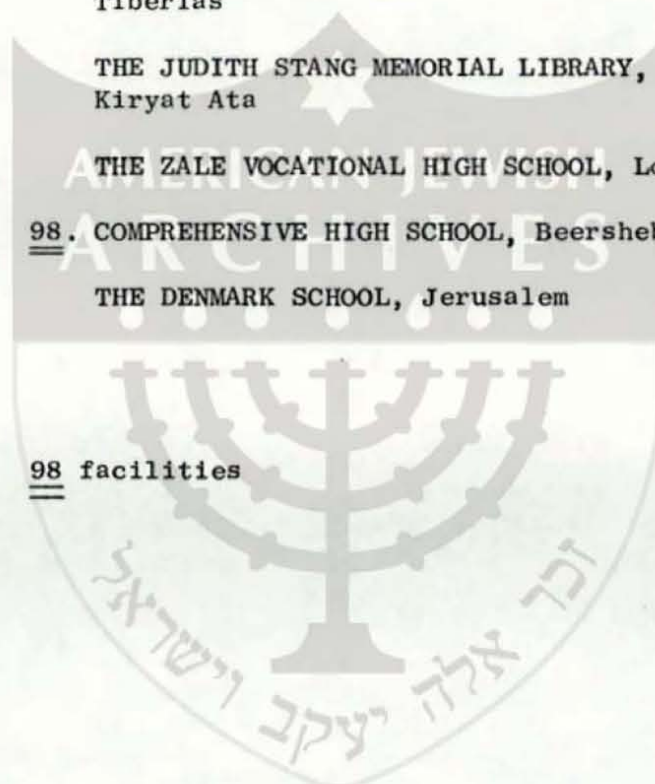 Tiberias
THE JUDITH STANG MEMORIAL LIBRARY,
Kiryat Ata
THE ZALE VOCATIONAL HIGH SCHOOL,
98. COMPREHENSIVE HIGH SCHOOL,
THE DENMARK SCHOOL, Jerusalem
98 facilities
AMERICAN JEWISH
ARCHIVES
זכר אלה יעקב וישראל